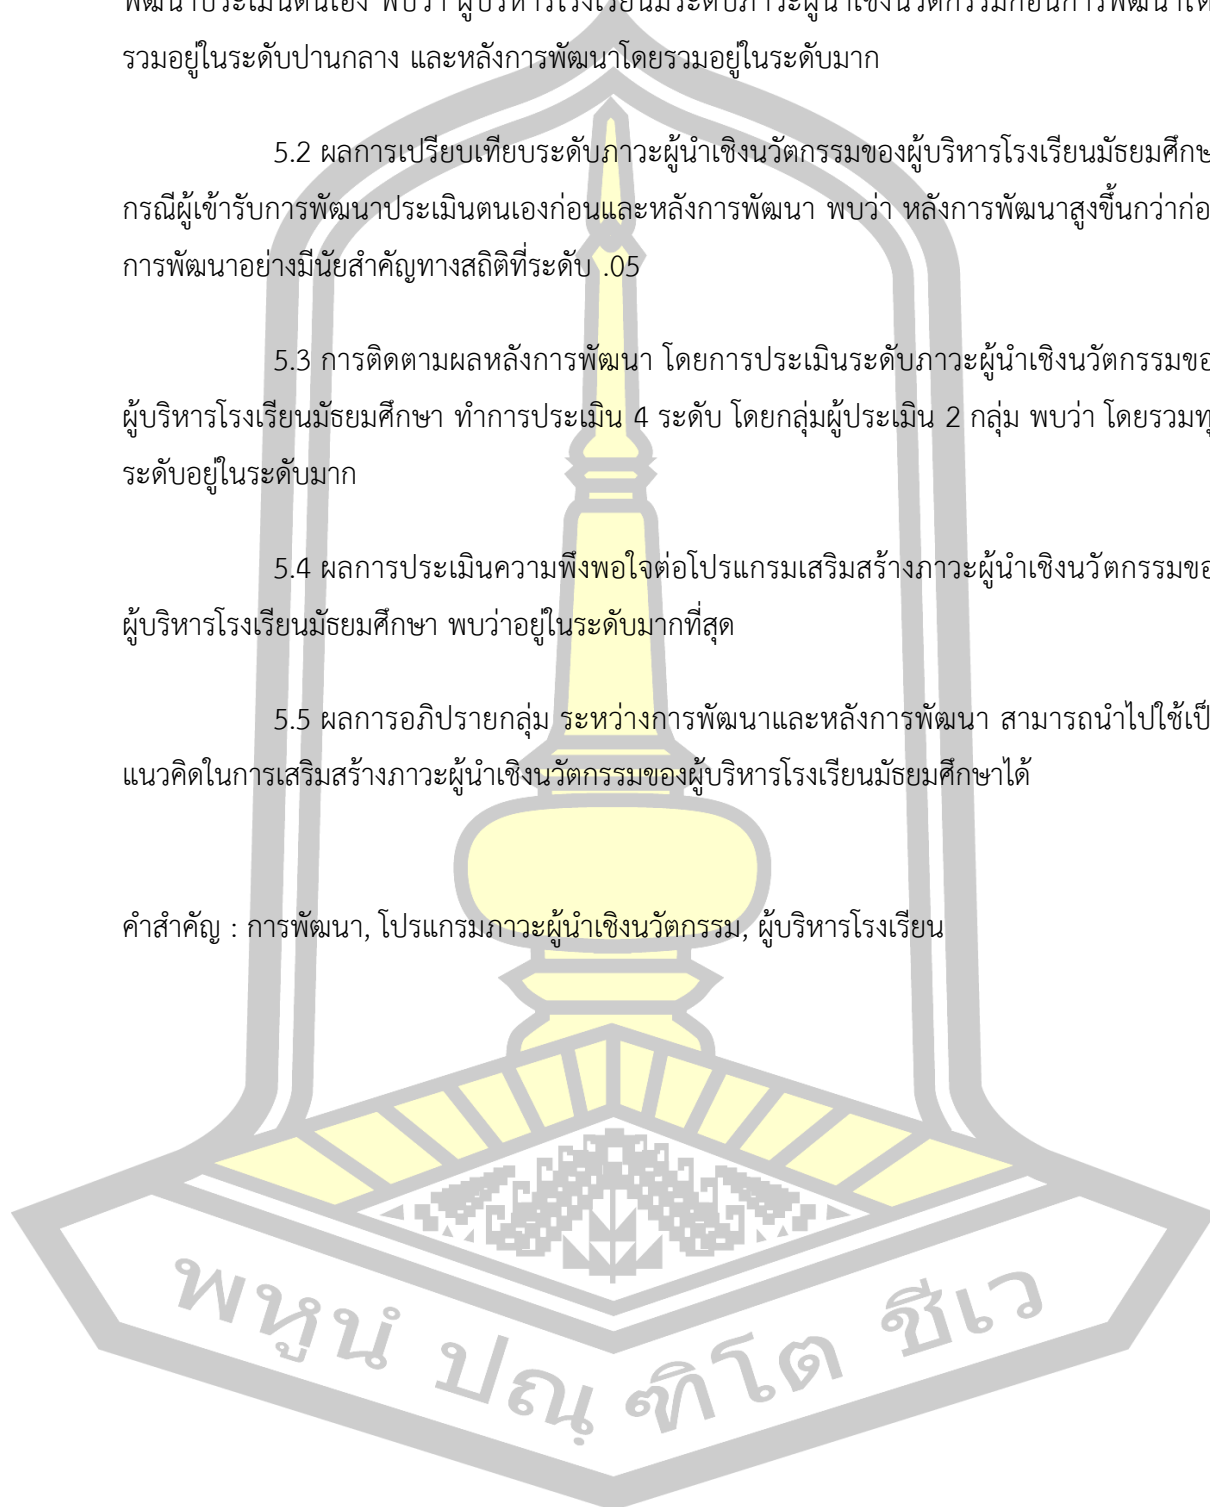 พัฒนาประเมินตนเอง พบว่า ผู้บริหารโรงเรียนมีระดับภาวะผู้นำเชิงนวัตกรรมก่อนการพัฒนาโด
รวมอยู่ในระดับปานกลาง และหลังการพัฒนาโดยรวมอยู่ในระดับมาก
5.2 ผลการเปรียบเทียบระดับภาวะผู้นำเชิงนวัตกรรมของผู้บริหารโรงเรียนมัธยมศึกษ
กรณีผู้เข้ารับการพัฒนาประเมินตนเองก่อนและหลังการพัฒนา พบว่า หลังการพัฒนาสูงขึ้นกว่าก่อ
การพัฒนาอย่างมีนัยสำคัญทางสถิติที่ระดับ .05
5.3 การติดตามผลหลังการพัฒนา โดยการประเมินระดับภาวะผู้นำเชิงนวัตกรรมขอ
ผู้บริหารโรงเรียนมัธยมศึกษา ทำการประเมิน 4 ระดับ โดยกลุ่มผู้ประเมิน 2 กลุ่ม พบว่า โดยรวมทุ
ระดับอยู่ในระดับมาก
5.4 ผลการประเมินความพึงพอใจต่อโปรแกรมเสริมสร้างภาวะผู้นำเชิงนวัตกรรมขอ
ผู้บริหารโรงเรียนมัธยมศึกษา พบว่าอยู่ในระดับมากที่สุด
5.5 ผลการอภิปรายกลุ่ม ระหว่างการพัฒนาและหลังการพัฒนา สามารถนำไปใช้เป็
แนวคิดในการเสริมสร้างภาวะผู้นำเชิงนวัตกรรมของผู้บริหารโรงเรียนมัธยมศึกษาได้
คำสำคัญ : การพัฒนา, โปรแกรมภาวะผู้นำเชิงนวัตกรรม, ผู้บริหารโรงเรียน
พหูนํ ปณฺฑิโต ชีเว